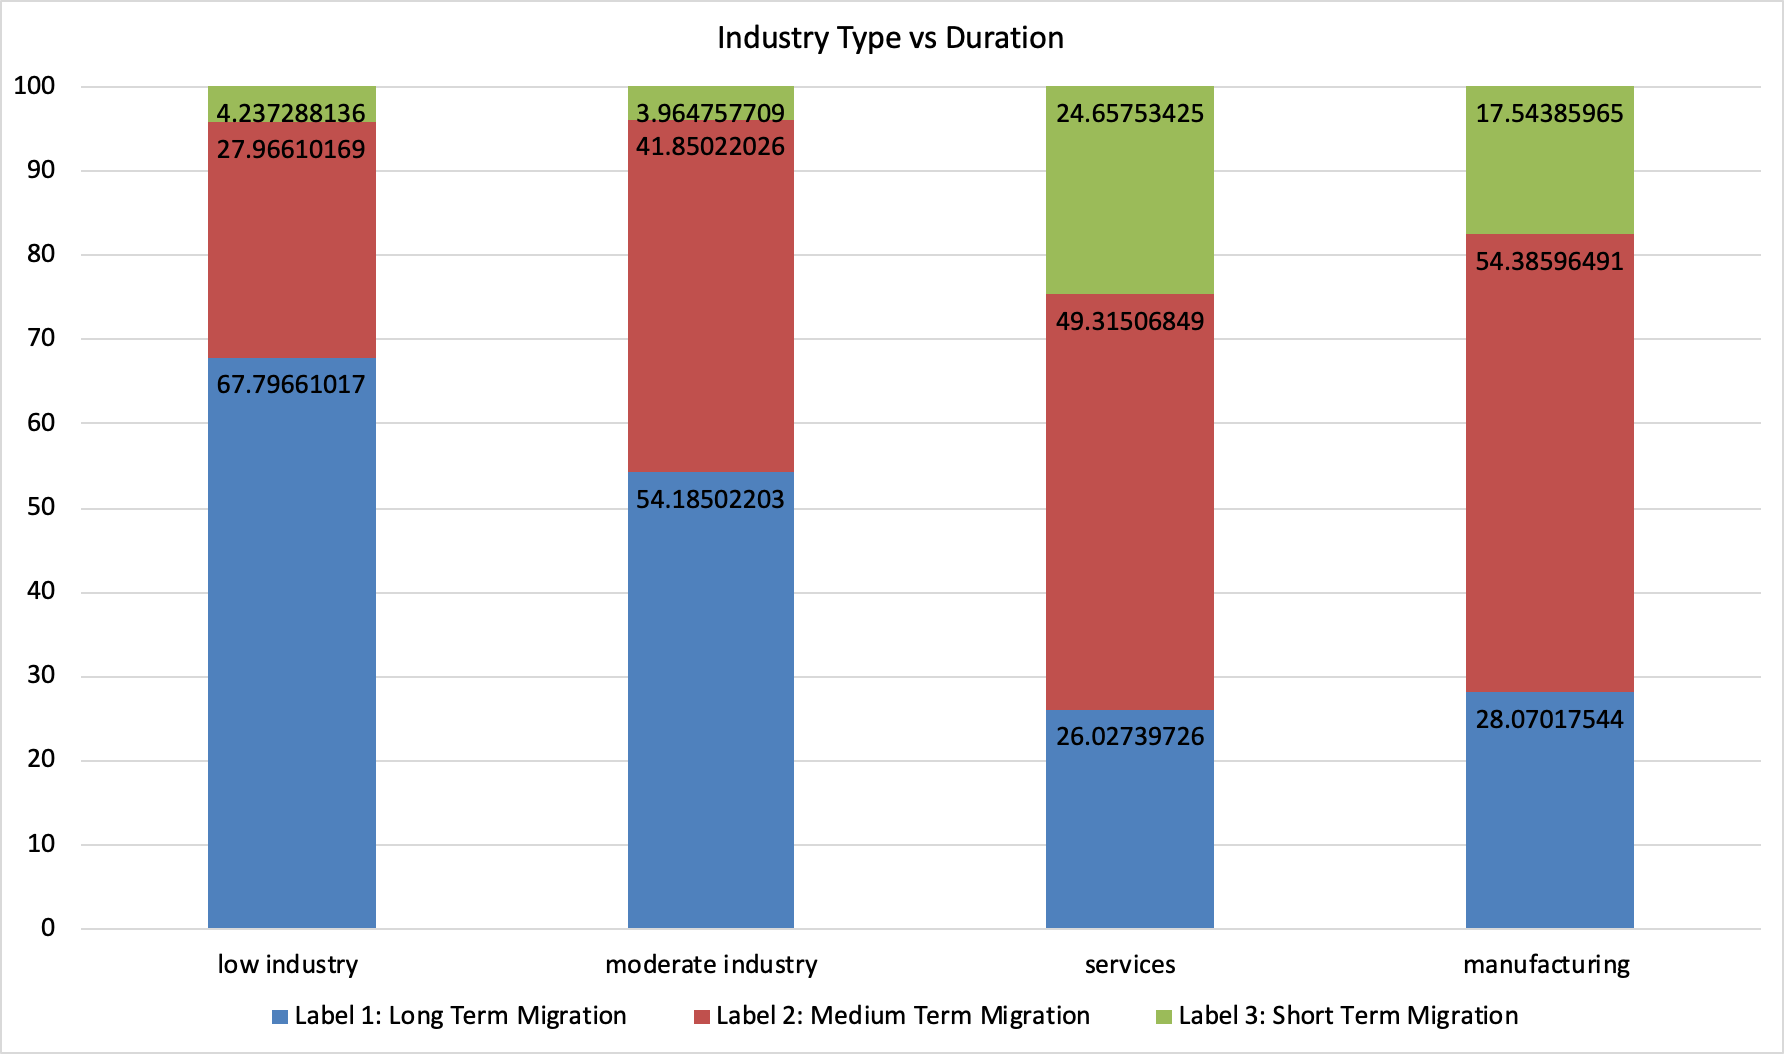 Industry Type vs Duration
100
90
80
70
60
50
40
30
20
10
0
4.237288136
27.96610169
67.79661017
3.964757709
41.85022026
54.18502203
24.65753425
49.31506849
26.02739726
17.54385965
54.38596491
28.07017544
low industry
moderate industry
services
manufacturing
Label 1: Long Term Migration
Label 2: Medium Term Migration
Label 3: Short Term Migration